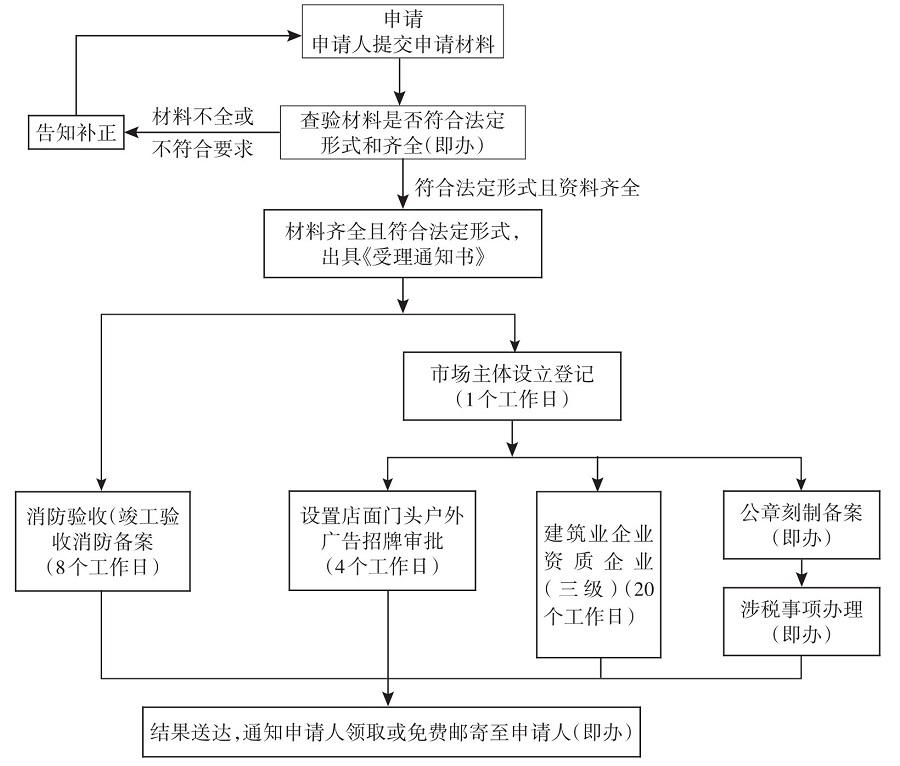 申请
申请人提交申请材料
材料不全或
告知补正
不符合要求
查验材料是否符合法定
形式和齐全(即办)
符合法定形式且资料齐全
材料齐全且符合法定形式，
出具《受理通知书》
市场主体设立登记
(1个工作日)
消防验收(竣工验
收消防备案
(8个工作日)
设置店面门头户外
广告招牌审批
(4个工作日)
建筑业企业
资质企业
(三级)(20
个工作日)
公章刻制备案
(即办)
涉税事项办理
(即办)
结果送达,通知申请人领取或免费邮寄至申请人(即办)